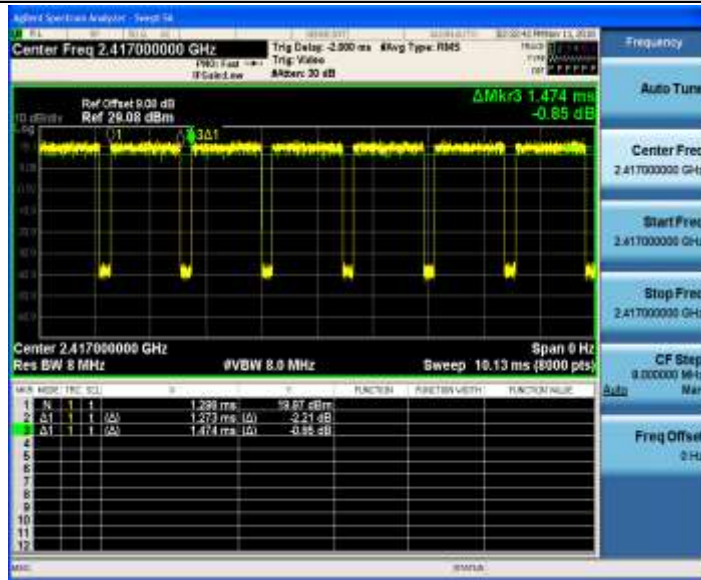 Agilent Spectrum Analyzer - Swept SA
Center Freq 2.417000000 GHz
PNO: Fast
IFGain:Low
Trig Delay: -2.000 ms
Trig: Video
#Atten: 30 dB
#Avg Type: RMS
Frequency
Auto Tune
Ref Offset 9.08 dB
10 dB/div Ref 29.08 dBm
Log
ΔMkr3 1.474 ms
-0.85 dB
1
3Δ1
Center Freq
2.417000000 GHz
Start Freq
2.417000000 GHz
Stop Freq
2.417000000 GHz
CF Step
8.000000 MHz
Auto Man
Freq Offset
0 Hz
Center 2.417000000 GHz
Span 0 Hz
Res BW 8 MHz
#VBW 8.0 MHz
Sweep 10.13 ms (8000 pts)
MKR MODE TRC SCL X Y FUNCTION FUNCTION WIDTH FUNCTION VALUE
1 N 1 t 1.298 ms 19.97 dBm
2 Δ1 1 t (Δ) 1.273 ms (Δ) -2.21 dB
3 Δ1 1 t (Δ) 1.474 ms (Δ) -0.85 dB
4
5
6
7
8
9
10
11
12
MSG
STATUS